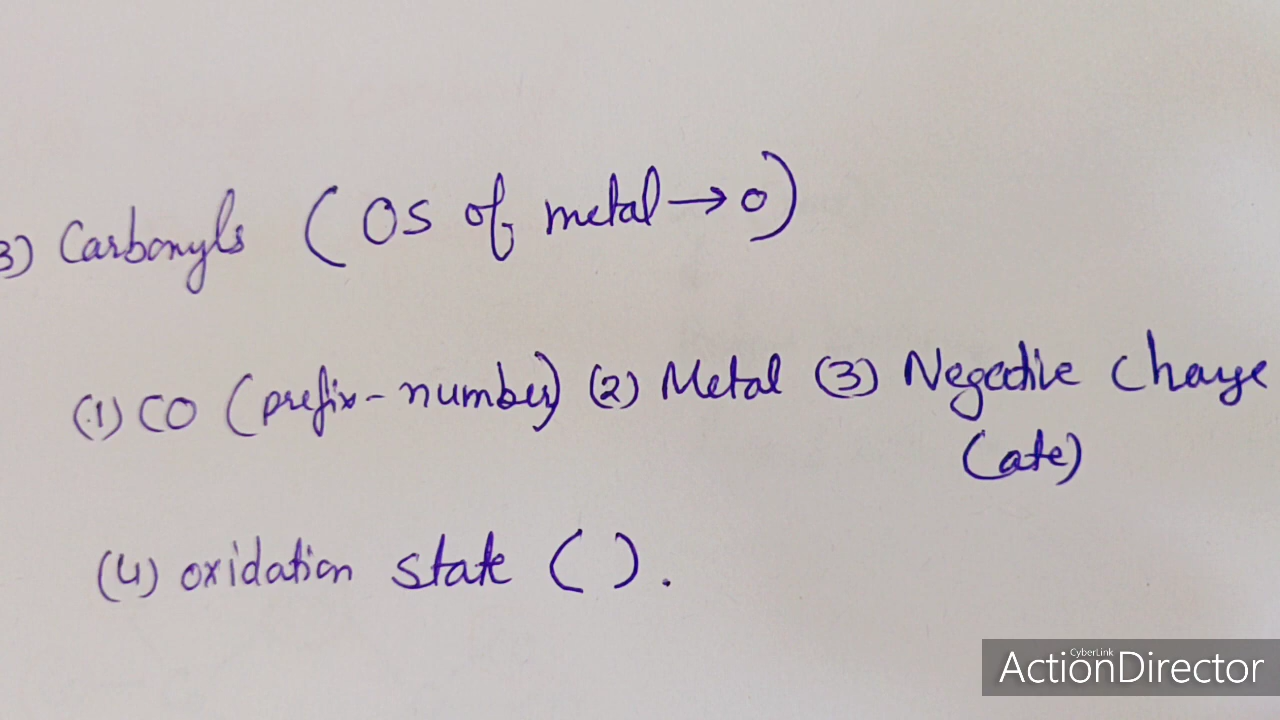 3) Carbonyls (OS of metal → 0)
(1) CO (prefix-number) (2) Metal (3) Negative Charge
(ate)
(4) oxidation state ( ).
CyberLink
ActionDirector